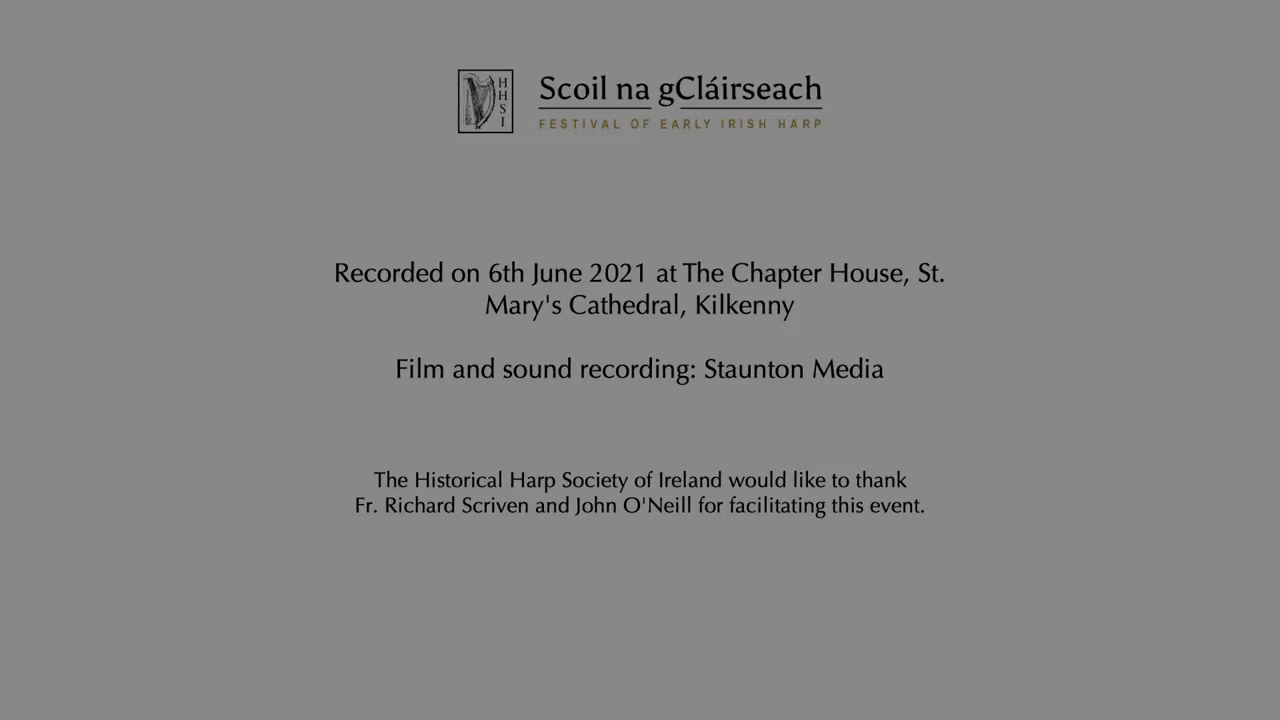 HHSI
Scoil na gCláirseach
FESTIVAL OF EARLY IRISH HARP
Recorded on 6th June 2021 at The Chapter House, St.
Mary's Cathedral, Kilkenny
Film and sound recording: Staunton Media
The Historical Harp Society of Ireland would like to thank
Fr. Richard Scriven and John O'Neill for facilitating this event.